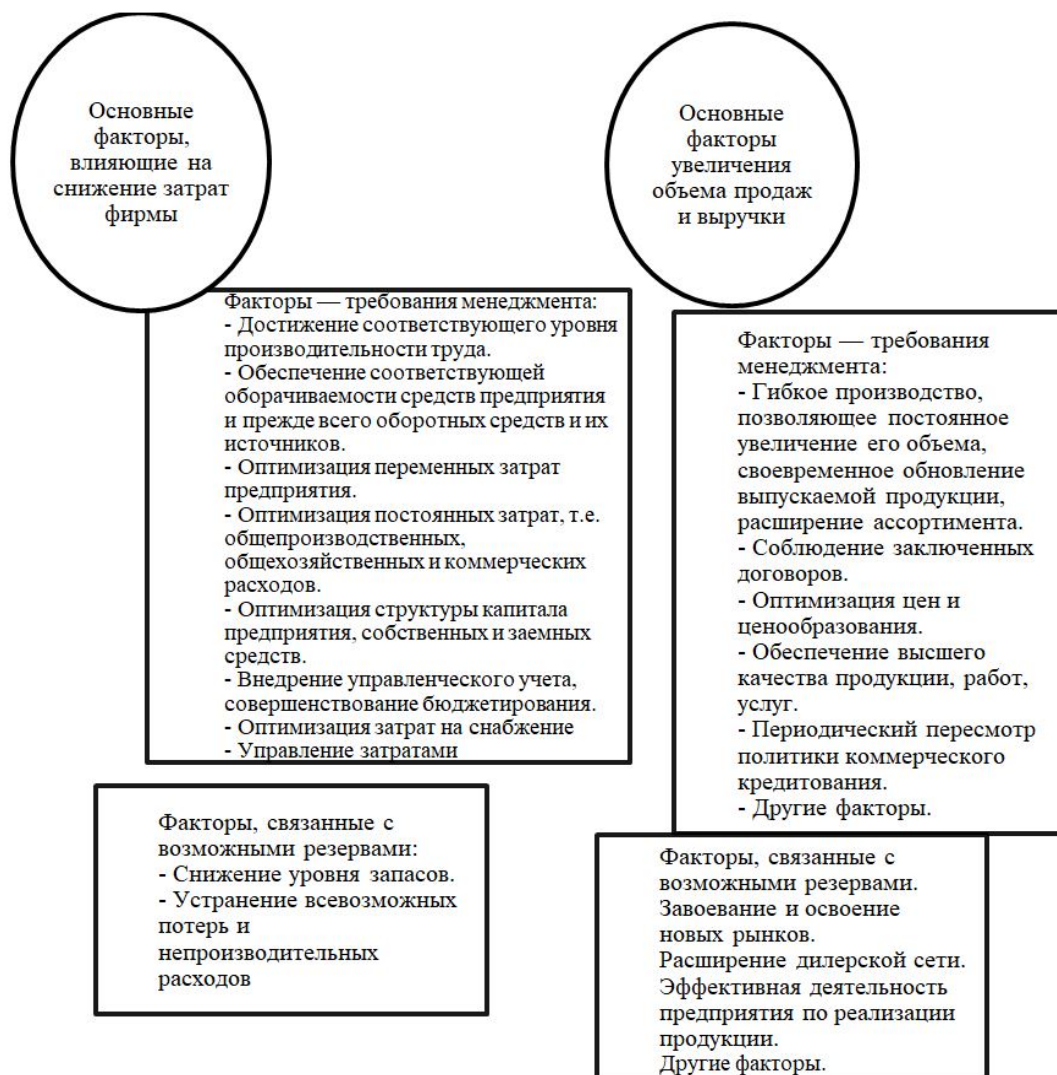 Основные
факторы,
влияющие на
снижение затрат
фирмы
Факторы — требования менеджмента:
- Достижение соответствующего уровня
производительности труда.
- Обеспечение соответствующей
оборачиваемости средств предприятия
и прежде всего оборотных средств и их
источников.
- Оптимизация переменных затрат
предприятия.
- Оптимизация постоянных затрат, т.е.
общепроизводственных,
общехозяйственных и коммерческих
расходов.
- Оптимизация структуры капитала
предприятия, собственных и заемных
средств.
- Внедрение управленческого учета,
совершенствование бюджетирования.
- Оптимизация затрат на снабжение
- Управление затратами
Факторы, связанные с
возможными резервами:
- Снижение уровня запасов.
- Устранение всевозможных
потерь и
непроизводительных
расходов
Основные
факторы
увеличения
объема продаж
и выручки
Факторы — требования
менеджмента:
- Гибкое производство,
позволяющее постоянное
увеличение его объема,
своевременное обновление
выпускаемой продукции,
расширение ассортимента.
- Соблюдение заключенных
договоров.
- Оптимизация цен и
ценообразования.
- Обеспечение высшего
качества продукции, работ,
услуг.
- Периодический пересмотр
политики коммерческого
кредитования.
- Другие факторы.
Факторы, связанные с
возможными резервами.
Завоевание и освоение
новых рынков.
Расширение дилерской сети.
Эффективная деятельность
предприятия по реализации
продукции.
Другие факторы.